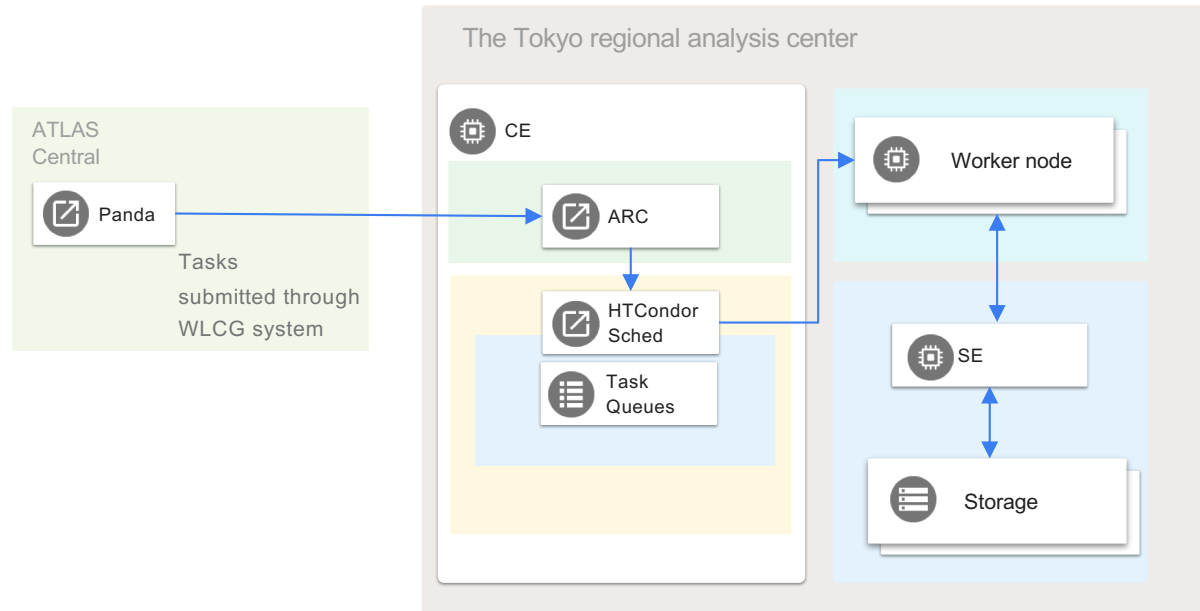 The Tokyo regional analysis center
ATLAS
Central
Panda
Tasks
submitted through
WLCG system
CE
ARC
HTCondor
Sched
Task
Queues
Worker node
SE
Storage